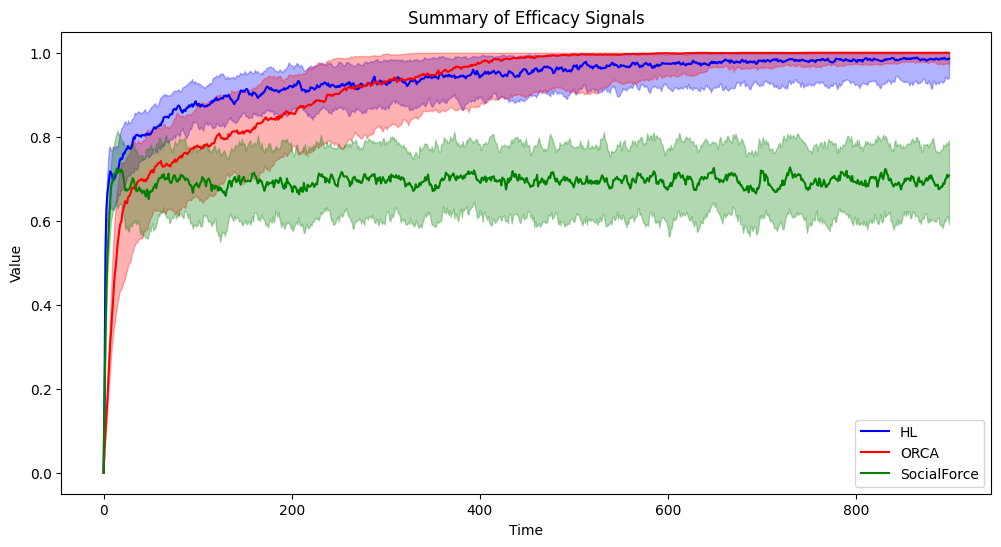 Summary of Efficacy Signals
Value
1.0
0.8
0.6
0.4
0.2
0.0
HL
ORCA
SocialForce
0 200 400 600 800
Time